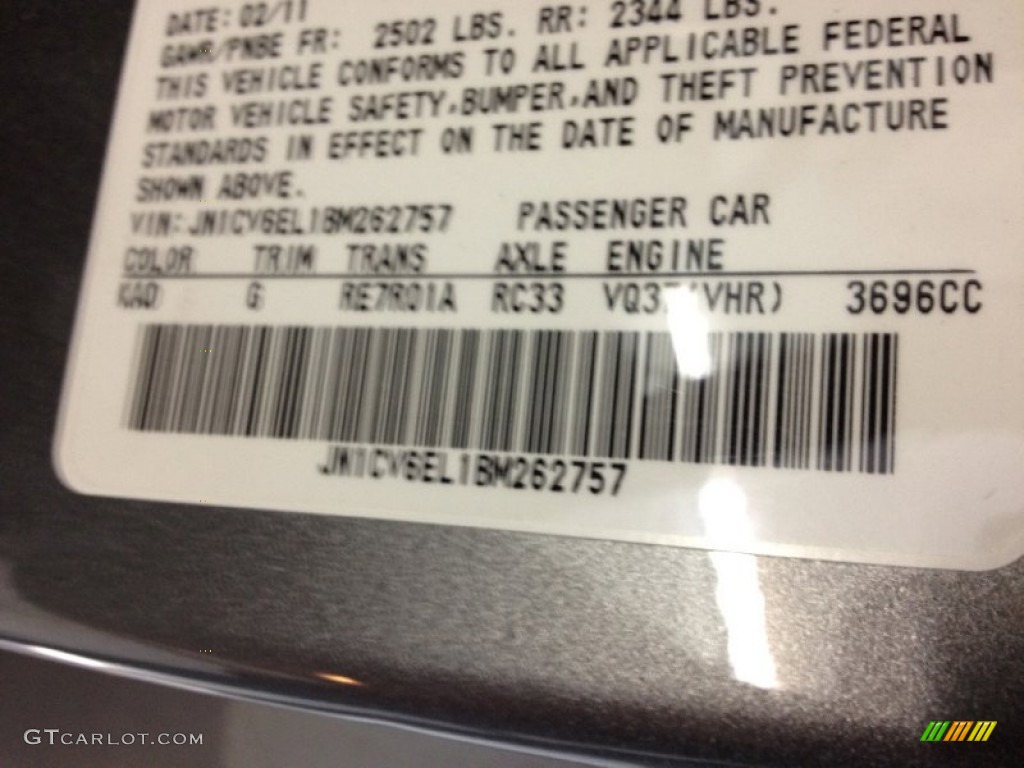 DATE: 02/11
GAWR/PNBE FR: 2502 LBS. RR: 2344 LBS.
THIS VEHICLE CONFORMS TO ALL APPLICABLE FEDERAL
MOTOR VEHICLE SAFETY,BUMPER,AND THEFT PREVENTION
STANDARDS IN EFFECT ON THE DATE OF MANUFACTURE
SHOWN ABOVE.
VIN:JN1CV6EL1BM262757 PASSENGER CAR
COLOR TRIM TRANS AXLE ENGINE
KAD G RE7R01A RC33 VQ37(VHR) 3696CC
JN1CV6EL1BM262757
GTCARLOT.COM